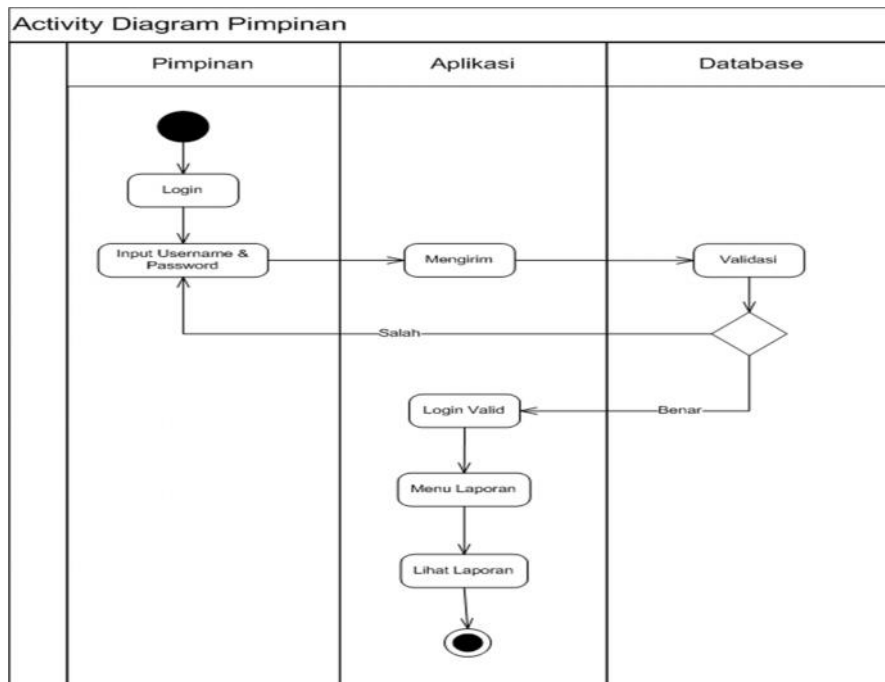 Activity Diagram Pimpinan
Pimpinan
Aplikasi
Database
Login
Input Username &
Password
Mengirim
Validasi
Salah
Login Valid
Benar
Menu Laporan
Lihat Laporan